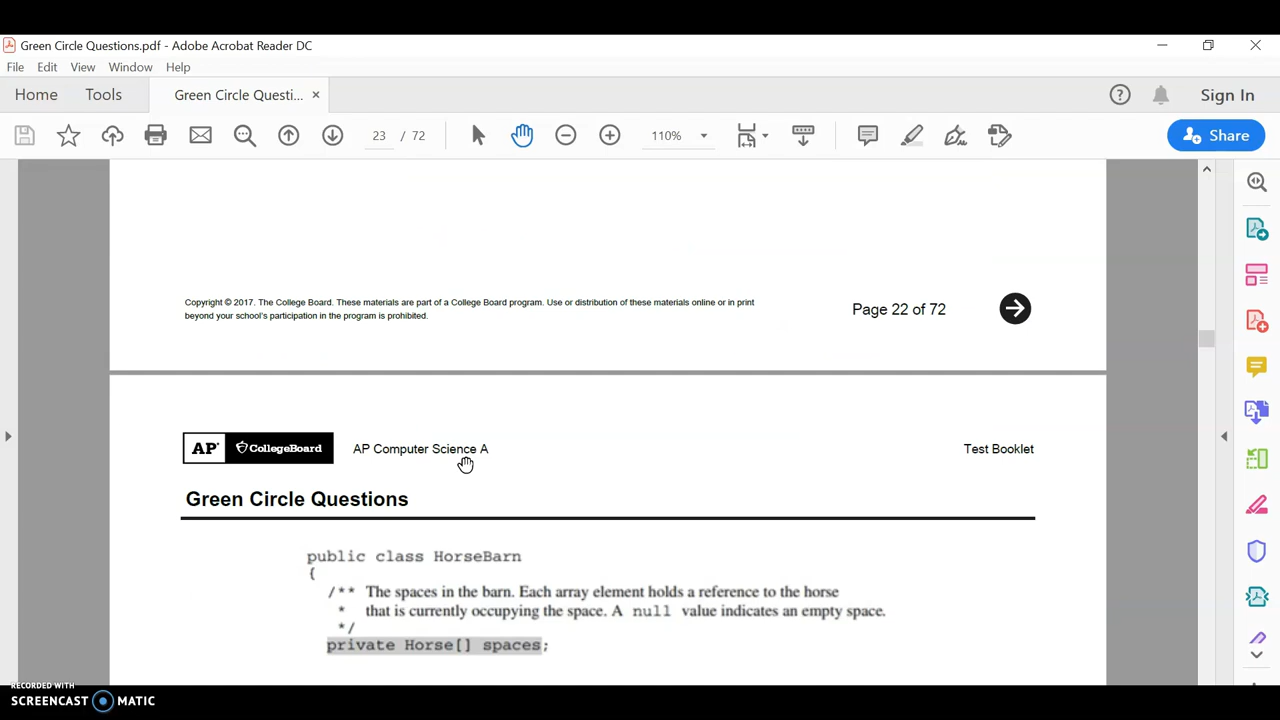 Green Circle Questions.pdf - Adobe Acrobat Reader DC
File Edit View Window Help
Home Tools Green Circle Questi... × Sign In
23 / 72 110% Share
Copyright © 2017. The College Board. These materials are part of a College Board program. Use or distribution of these materials online or in print
beyond your school's participation in the program is prohibited.
Page 22 of 72
AP CollegeBoard AP Computer Science A Test Booklet
Green Circle Questions
public class HorseBarn
{
/** The spaces in the barn. Each array element holds a reference to the horse
* that is currently occupying the space. A null value indicates an empty space.
*/
private Horse[] spaces;
RECORDED WITH
SCREENCAST MATIC